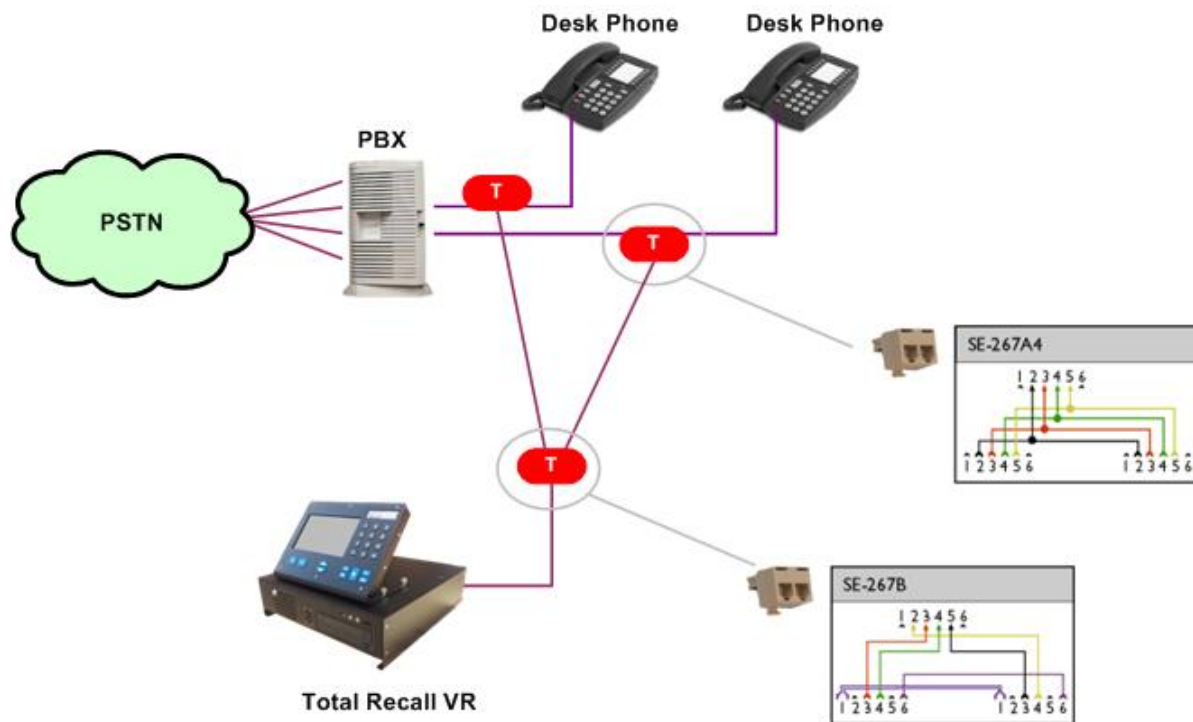 Desk Phone
Desk Phone
PBX
PSTN
T
T
SE-267A4
1 2 3 4 5 6
1 2 3 4 5 6
1 2 3 4 5 6
T
SE-267B
1 2 3 4 5 6
1 2 3 4 5 6
1 2 3 4 5 6
Total Recall VR